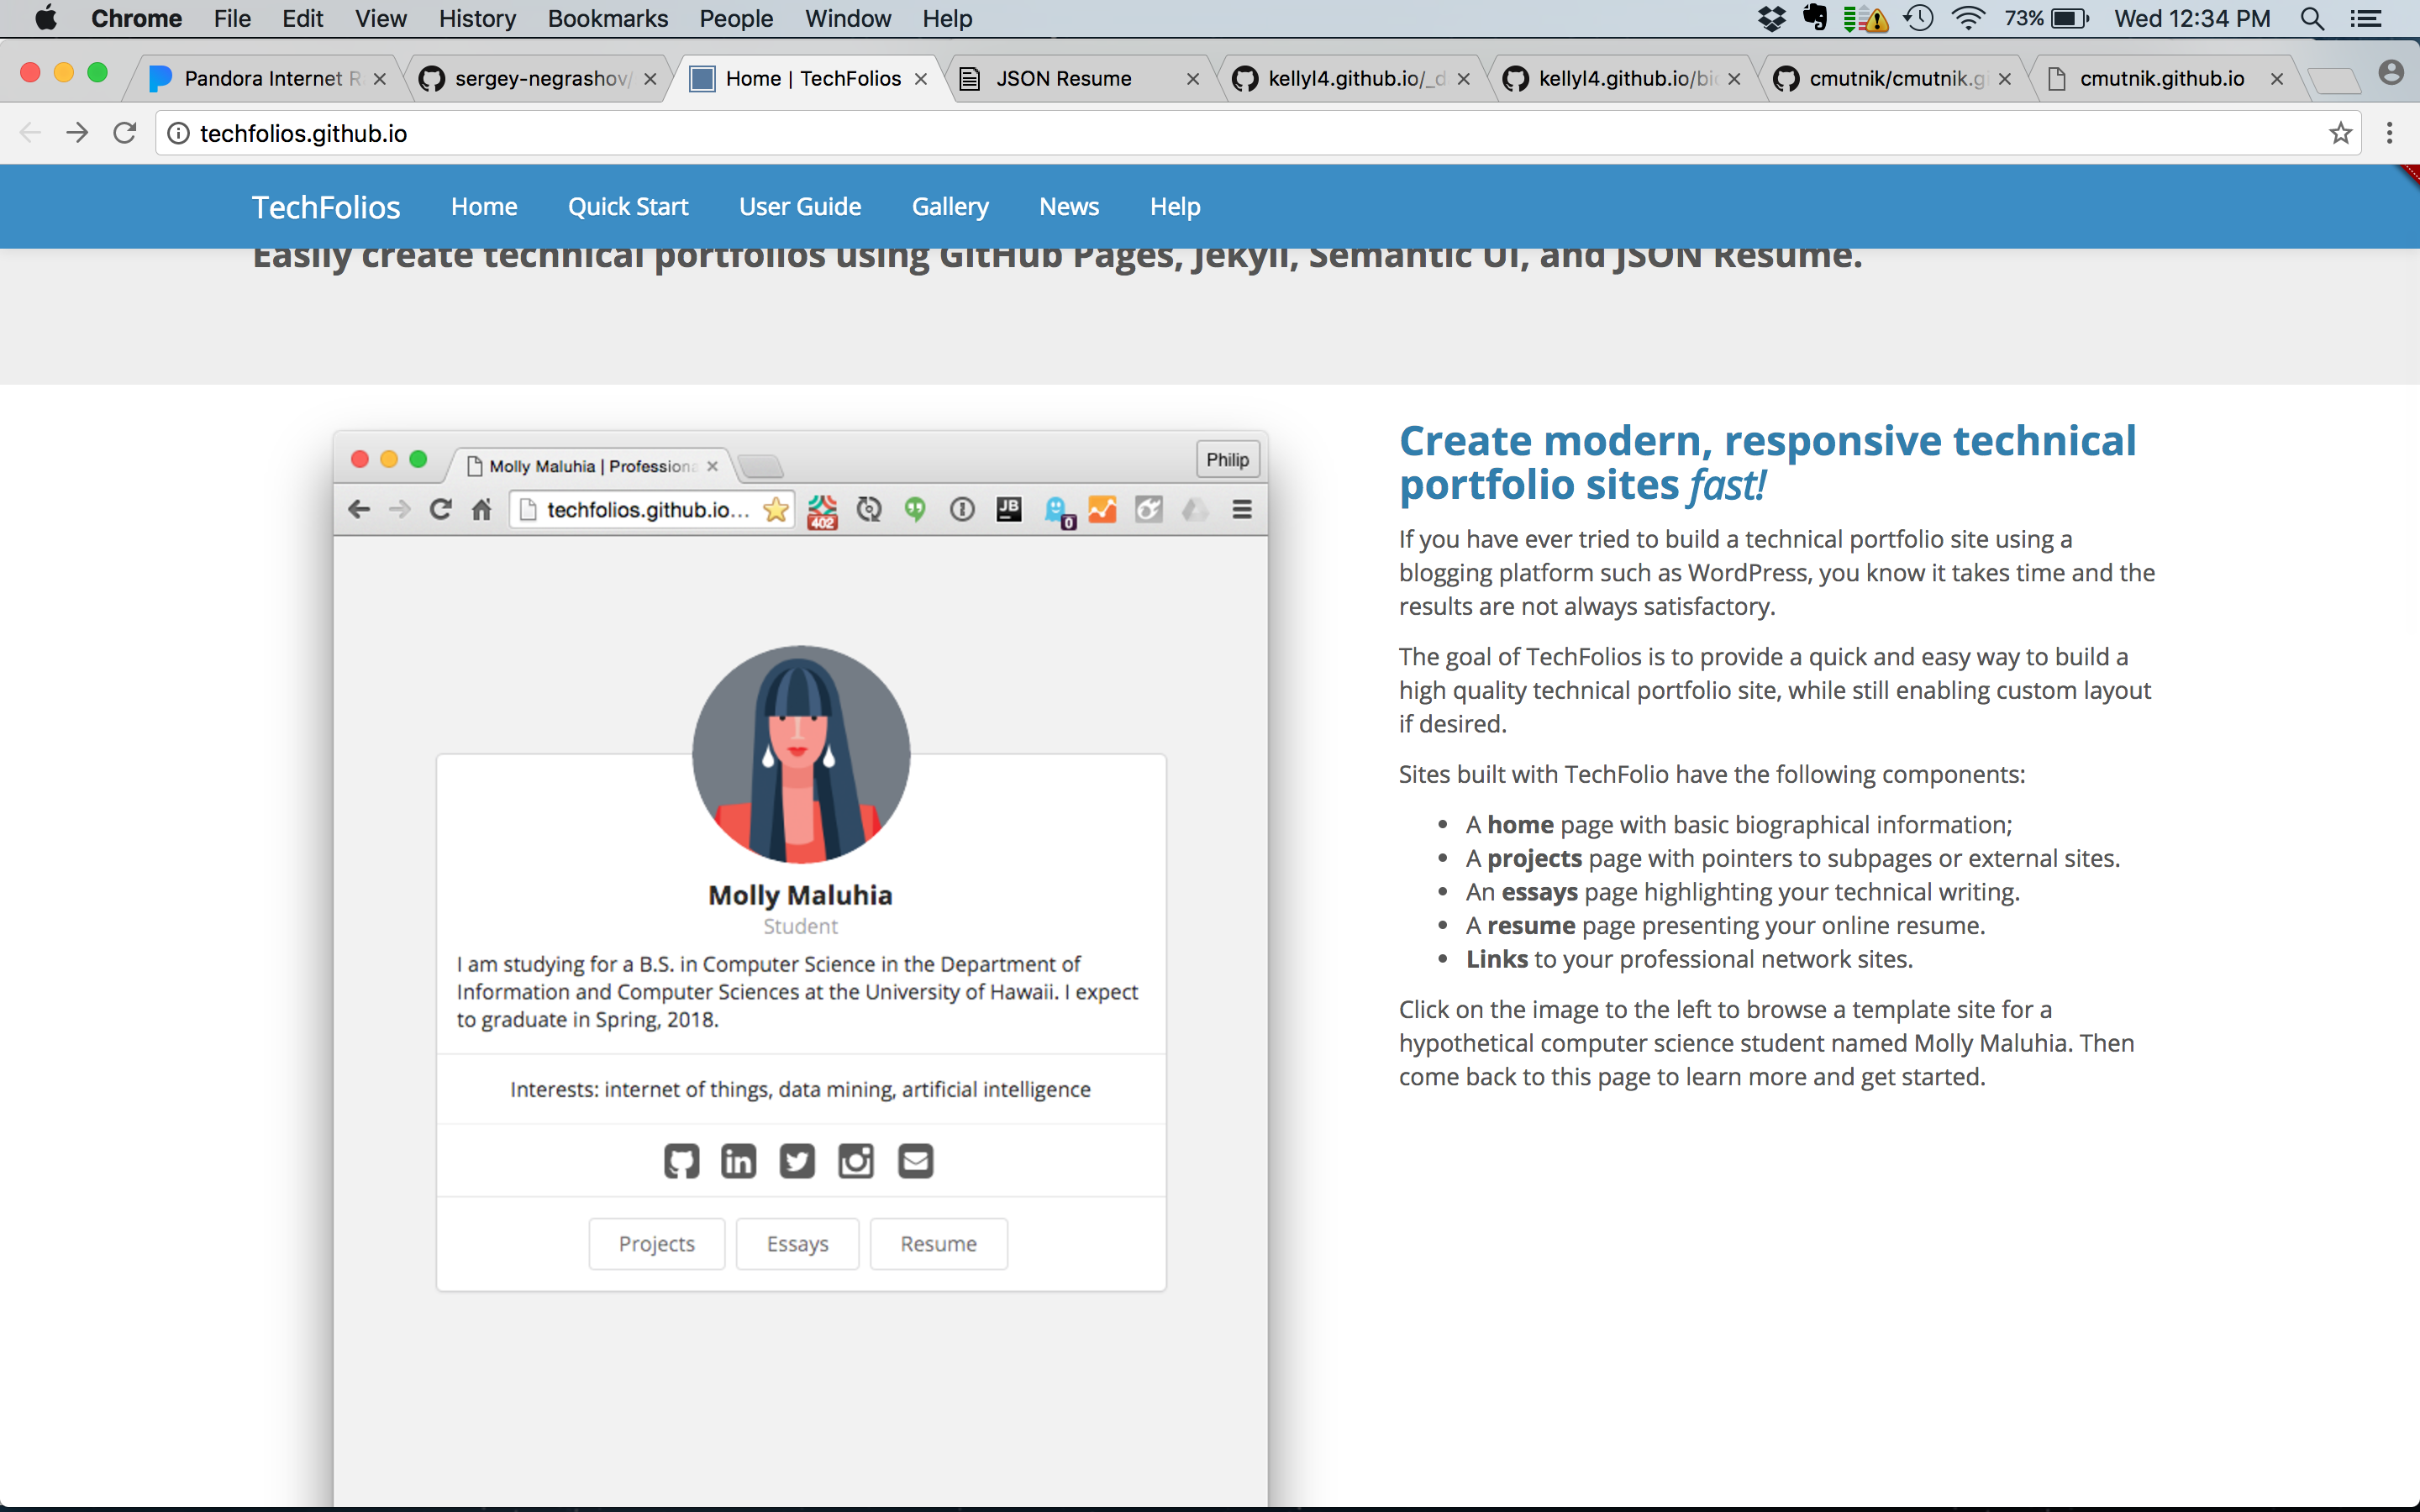 Chrome File Edit View History Bookmarks People Window Help 73% Wed 12:34 PM
Pandora Internet R sergey-negrashov/ Home | TechFolios JSON Resume kellyl4.github.io/_d kellyl4.github.io/bi cmutnik/cmutnik.g cmutnik.github.io
techfolios.github.io
TechFolios Home Quick Start User Guide Gallery News Help
Easily create technical portfolios using GitHub Pages, Jekyll, Semantic UI, and JSON Resume.
Molly Maluhia | Professiona Philip
techfolios.github.io... 402 JB 0
Molly Maluhia
Student
I am studying for a B.S. in Computer Science in the Department of
Information and Computer Sciences at the University of Hawaii. I expect
to graduate in Spring, 2018.
Interests: internet of things, data mining, artificial intelligence
in
Projects Essays Resume
Create modern, responsive technical
portfolio sites fast!
If you have ever tried to build a technical portfolio site using a
blogging platform such as WordPress, you know it takes time and the
results are not always satisfactory.
The goal of TechFolios is to provide a quick and easy way to build a
high quality technical portfolio site, while still enabling custom layout
if desired.
Sites built with TechFolio have the following components:
• A home page with basic biographical information;
• A projects page with pointers to subpages or external sites.
• An essays page highlighting your technical writing.
• A resume page presenting your online resume.
• Links to your professional network sites.
Click on the image to the left to browse a template site for a
hypothetical computer science student named Molly Maluhia. Then
come back to this page to learn more and get started.